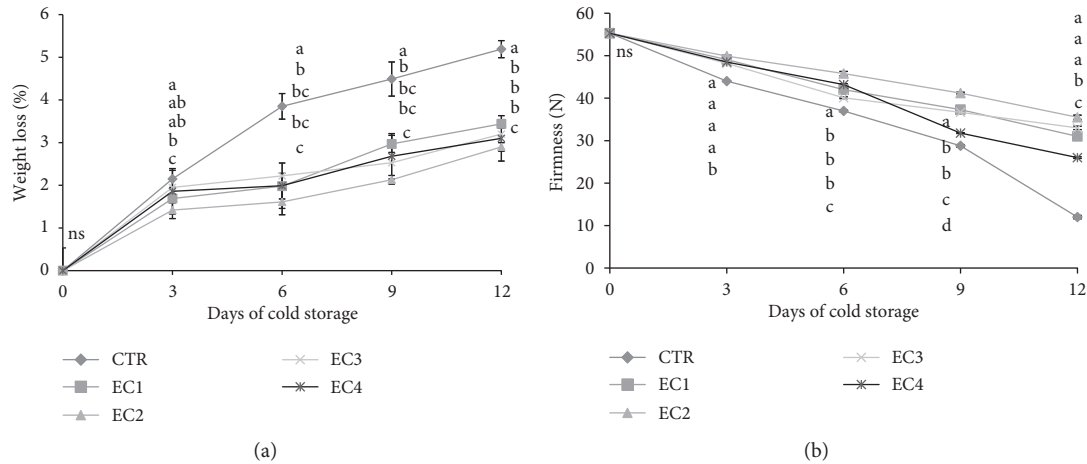 6
5
4
3
2
1
0
Weight loss (%)
ns
a
ab
ab
b
c
a
b
bc
bc
c
a
b
bc
bc
c
a
b
b
b
c
0 3 6 9 12
Days of cold storage
CTR
EC1
EC2
EC3
EC4
(a)
60
50
40
30
20
10
0
Firmness (N)
ns
a
a
a
a
b
a
b
b
b
c
a
b
b
c
d
a
a
a
b
c
0 3 6 9 12
Days of cold storage
CTR
EC1
EC2
EC3
EC4
(b)